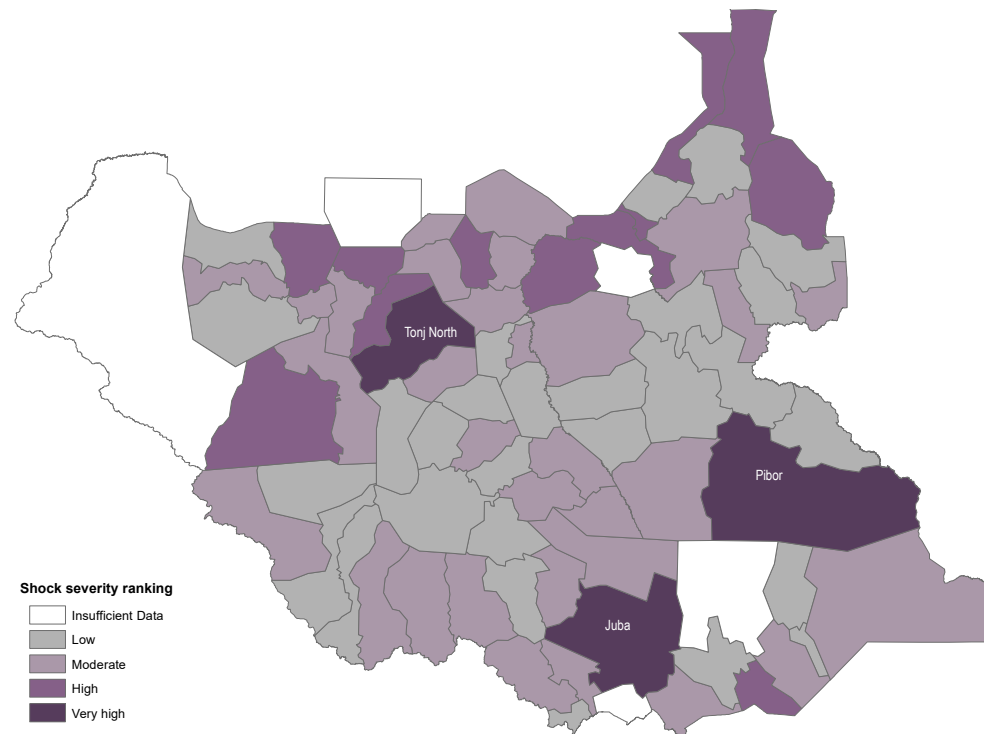 Tonj North
Pibor
Juba
Shock severity ranking
Insufficient Data
Low
Moderate
High
Very high